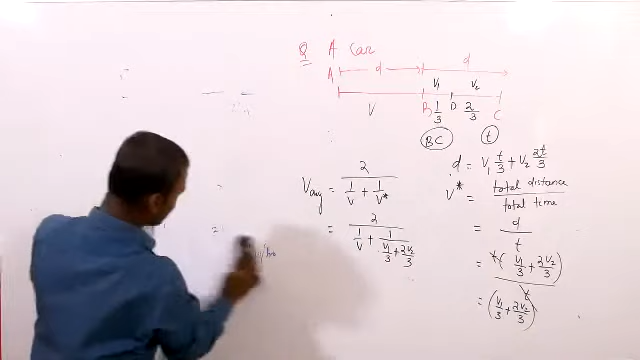 Q A Car
d d
A V₁ V₂
V B 1/3 D 2/3 C
BC t
d = V₁ t/3 + V₂ 2t/3
Vavg = 2 / (1/V + 1/V*)
V* = total distance / total time
= 2 / (1/V + 1/(V₁/3 + 2V₂/3))
= d / t
= t(V₁/3 + 2V₂/3) / t
= (V₁/3 + 2V₂/3)